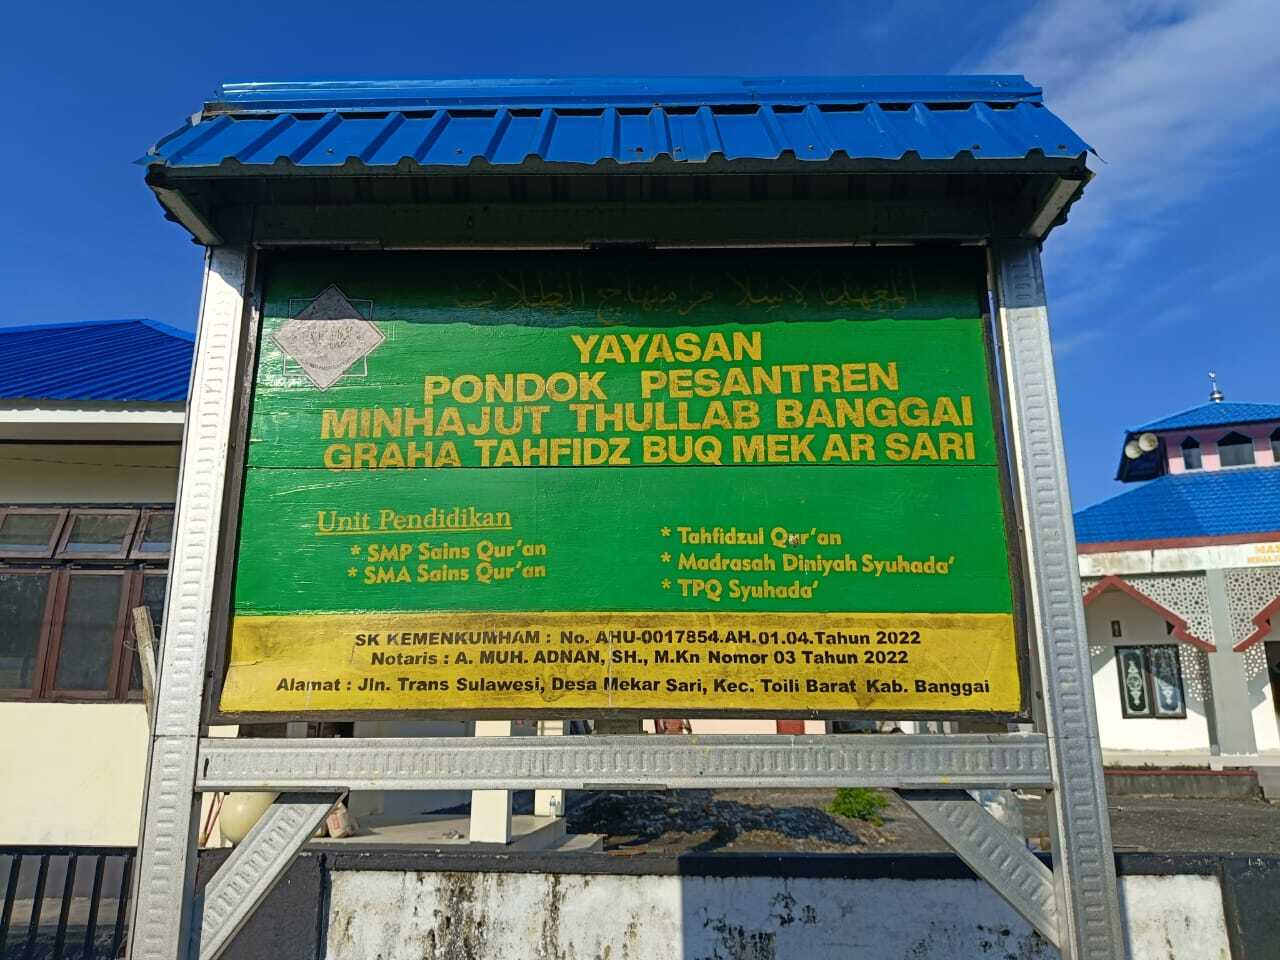 YAYASAN
PONDOK PESANTREN
MINHAJUT THULLAB BANGGAI
GRAHA TAHFIDZ BUQ MEKAR SARI
Unit Pendidikan
* SMP Sains Qur'an
* SMA Sains Qur'an
* Tahfidzul Qur'an
* Madrasah Diniyah Syuhada'
* TPQ Syuhada'
SK KEMENKUMHAM : No. AHU-0017854.AH.01.04.Tahun 2022
Notaris : A. MUH. ADNAN, SH., M.Kn Nomor 03 Tahun 2022
Alamat : Jln. Trans Sulawesi, Desa Mekar Sari, Kec. Toili Barat Kab. Banggai